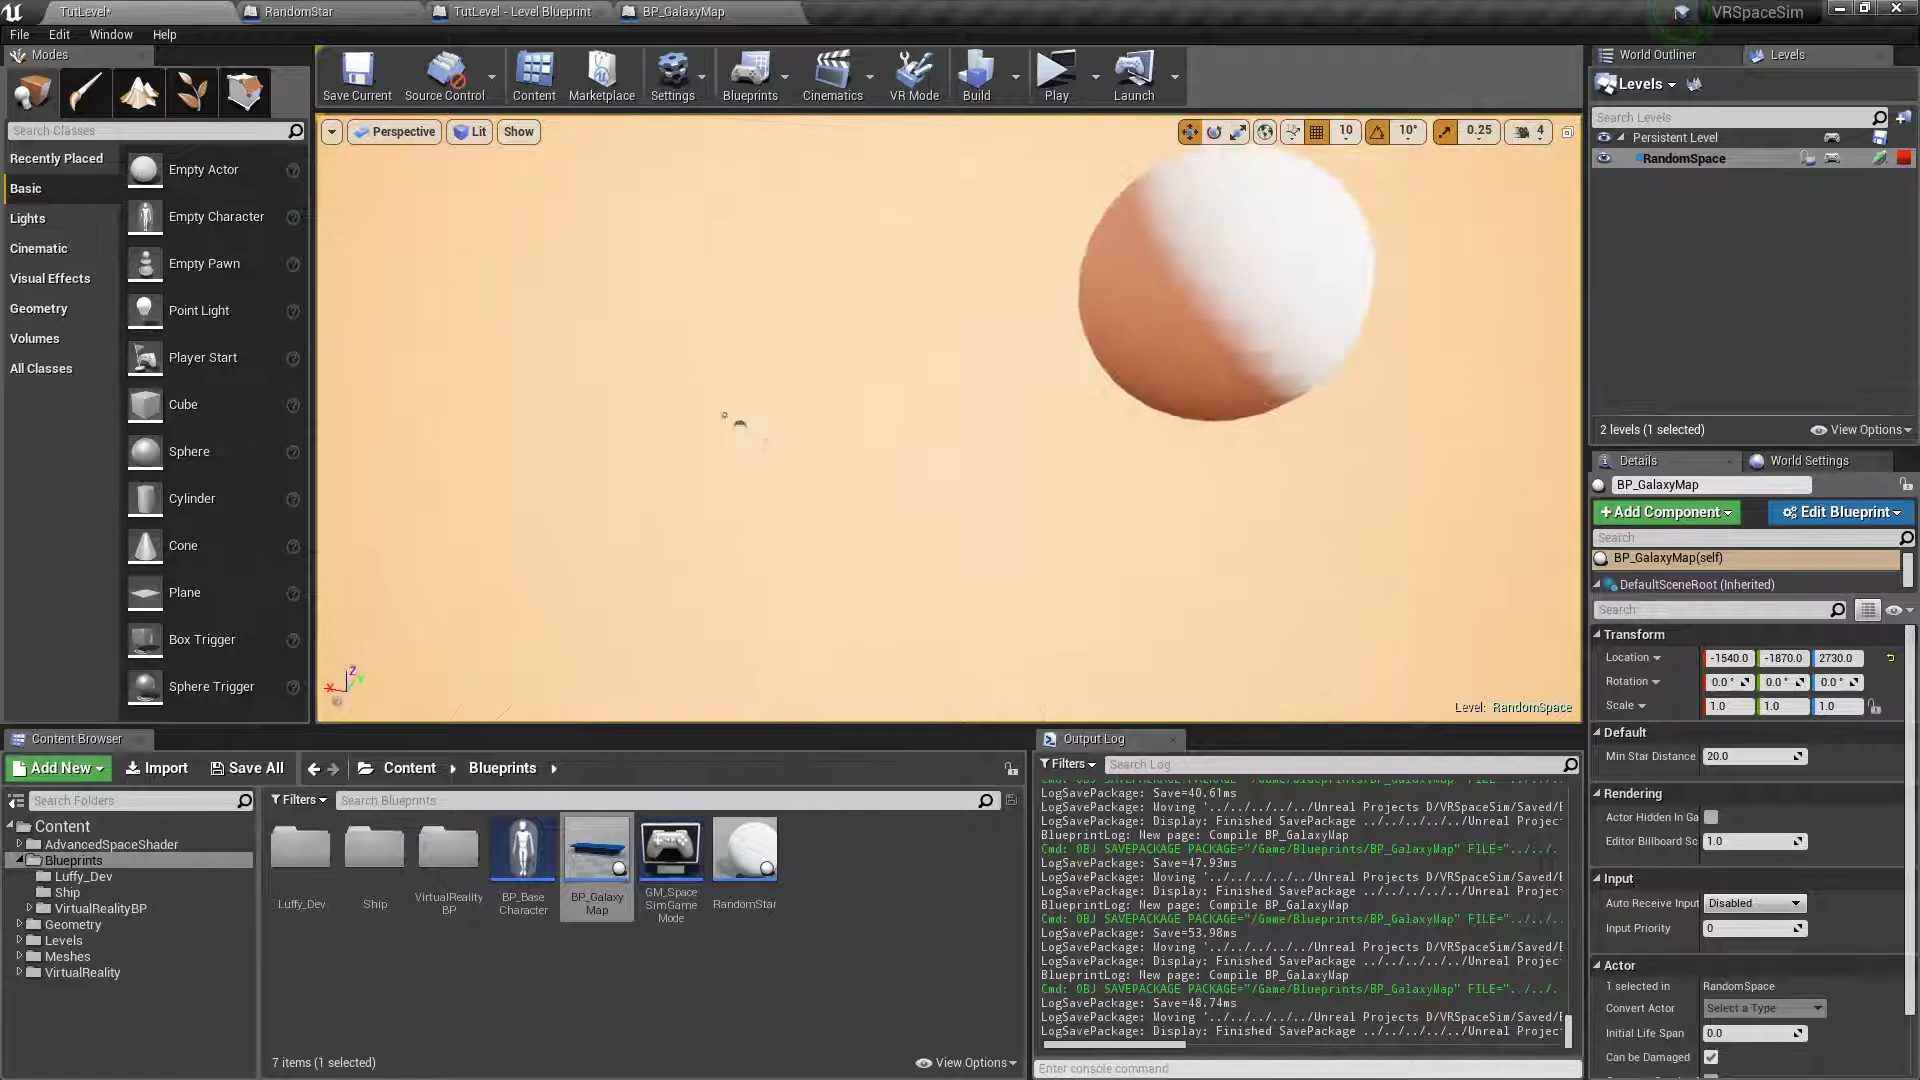 TutLevel*
RandomStar
TutLevel - Level Blueprint
BP_GalaxyMap
VRSpaceSim
File
Edit
Window
Help
Modes
Search Classes
Recently Placed
Basic
Lights
Cinematic
Visual Effects
Geometry
Volumes
All Classes
Empty Actor
Empty Character
Empty Pawn
Point Light
Player Start
Cube
Sphere
Cylinder
Cone
Plane
Box Trigger
Sphere Trigger
Save Current
Source Control
Content
Marketplace
Settings
Blueprints
Cinematics
VR Mode
Build
Play
Launch
Perspective
Lit
Show
10
10°
0.25
4
Z
X
Y
Level: RandomSpace
World Outliner
Levels
Levels
Search Levels
Persistent Level
RandomSpace
2 levels (1 selected)
View Options
Details
World Settings
BP_GalaxyMap
+Add Component
Edit Blueprint
Search
BP_GalaxyMap(self)
DefaultSceneRoot (Inherited)
Search
Transform
Location
-1540.0
-1870.0
2730.0
Rotation
0.0 °
0.0 °
0.0 °
Scale
1.0
1.0
1.0
Default
Min Star Distance
20.0
Rendering
Actor Hidden In Ga
Editor Billboard Sc
1.0
Input
Auto Receive Input
Disabled
Input Priority
0
Actor
1 selected in
RandomSpace
Convert Actor
Select a Type
Initial Life Span
0.0
Can be Damaged
Content Browser
Add New
Import
Save All
Content
Blueprints
Search Folders
Filters
Search Blueprints
Content
AdvancedSpaceShader
Blueprints
Luffy_Dev
Ship
VirtualRealityBP
Geometry
Levels
Meshes
VirtualReality
Luffy_Dev
Ship
VirtualReality
BP
BP_Base
Character
BP_Galaxy
Map
GM_Space
SimGame
Mode
RandomStar
7 items (1 selected)
View Options
Output Log
Filters
Search Log
Cmd: OBJ SAVEPACKAGE PACKAGE="/Game/Blueprints/BP_GalaxyMap" FILE="../../.
LogSavePackage: Save=40.61ms
LogSavePackage: Moving '../../../../../Unreal Projects D/VRSpaceSim/Saved/B
LogSavePackage: Display: Finished SavePackage ../../../../../Unreal Projec
BlueprintLog: New page: Compile BP_GalaxyMap
Cmd: OBJ SAVEPACKAGE PACKAGE="/Game/Blueprints/BP_GalaxyMap" FILE="../../.
LogSavePackage: Save=47.93ms
LogSavePackage: Moving '../../../../../Unreal Projects D/VRSpaceSim/Saved/B
LogSavePackage: Display: Finished SavePackage ../../../../../Unreal Projec
BlueprintLog: New page: Compile BP_GalaxyMap
Cmd: OBJ SAVEPACKAGE PACKAGE="/Game/Blueprints/BP_GalaxyMap" FILE="../../.
LogSavePackage: Save=53.98ms
LogSavePackage: Moving '../../../../../Unreal Projects D/VRSpaceSim/Saved/B
LogSavePackage: Display: Finished SavePackage ../../../../../Unreal Projec
BlueprintLog: New page: Compile BP_GalaxyMap
Cmd: OBJ SAVEPACKAGE PACKAGE="/Game/Blueprints/BP_GalaxyMap" FILE="../../.
LogSavePackage: Save=48.74ms
LogSavePackage: Moving '../../../../../Unreal Projects D/VRSpaceSim/Saved/B
LogSavePackage: Display: Finished SavePackage ../../../../../Unreal Projec
Enter console command